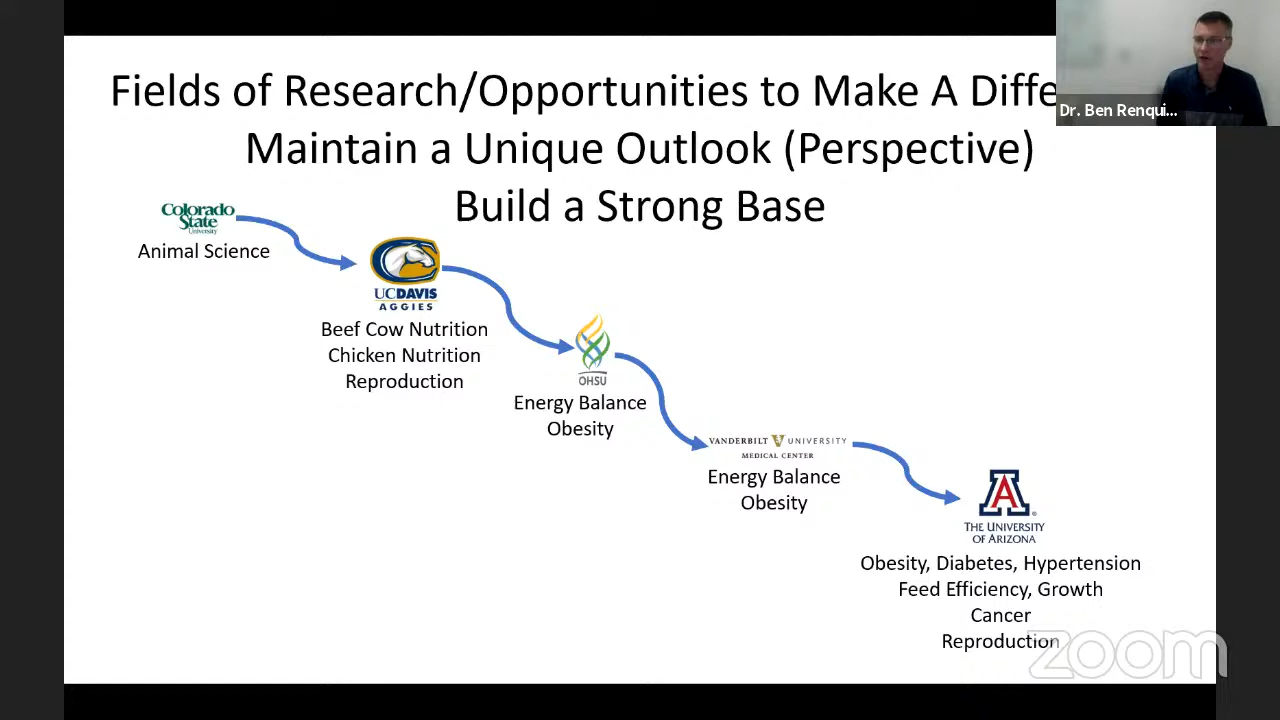 Fields of Research/Opportunities to Make A Diffe
Maintain a Unique Outlook (Perspective)
Build a Strong Base
Dr. Ben Renqui...
Colorado
State
University
Animal Science
UCDAVIS
AGGIES
Beef Cow Nutrition
Chicken Nutrition
Reproduction
OHSU
Energy Balance
Obesity
VANDERBILT V UNIVERSITY
MEDICAL CENTER
Energy Balance
Obesity
A
THE UNIVERSITY
OF ARIZONA
Obesity, Diabetes, Hypertension
Feed Efficiency, Growth
Cancer
Reproduction
zoom